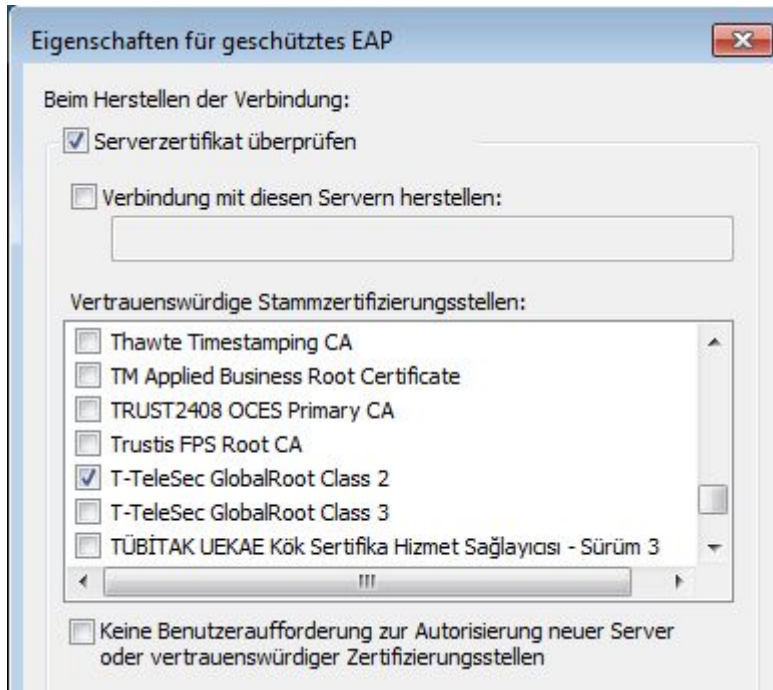 Eigenschaften für geschütztes EAP
Beim Herstellen der Verbindung:
Serverzertifikat überprüfen
Verbindung mit diesen Servern herstellen:
Vertrauenswürdige Stammzertifizierungsstellen:
Thawte Timestamping CA
TM Applied Business Root Certificate
TRUST2408 OCES Primary CA
Trustis FPS Root CA
T-TeleSec GlobalRoot Class 2
T-TeleSec GlobalRoot Class 3
TÜBİTAK UEKAE Kök Sertifika Hizmet Sağlayıcısı - Sürüm 3
Keine Benutzeraufforderung zur Autorisierung neuer Server
oder vertrauenswürdiger Zertifizierungsstellen